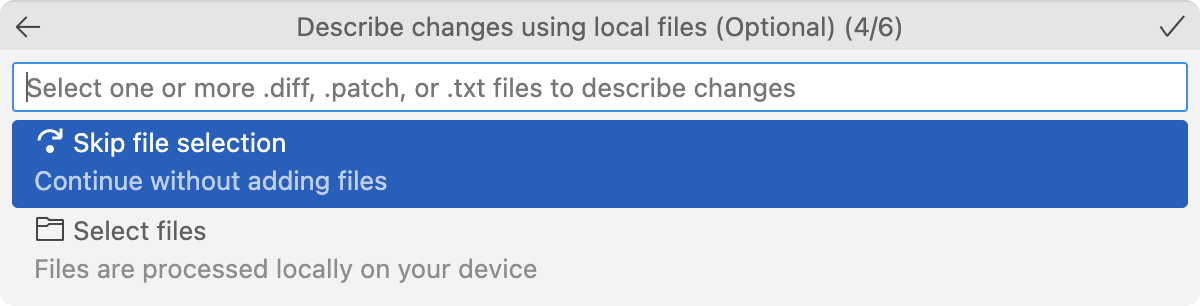 Describe changes using local files (Optional) (4/6)
Select one or more .diff, .patch, or .txt files to describe changes
Skip file selection
Continue without adding files
Select files
Files are processed locally on your device